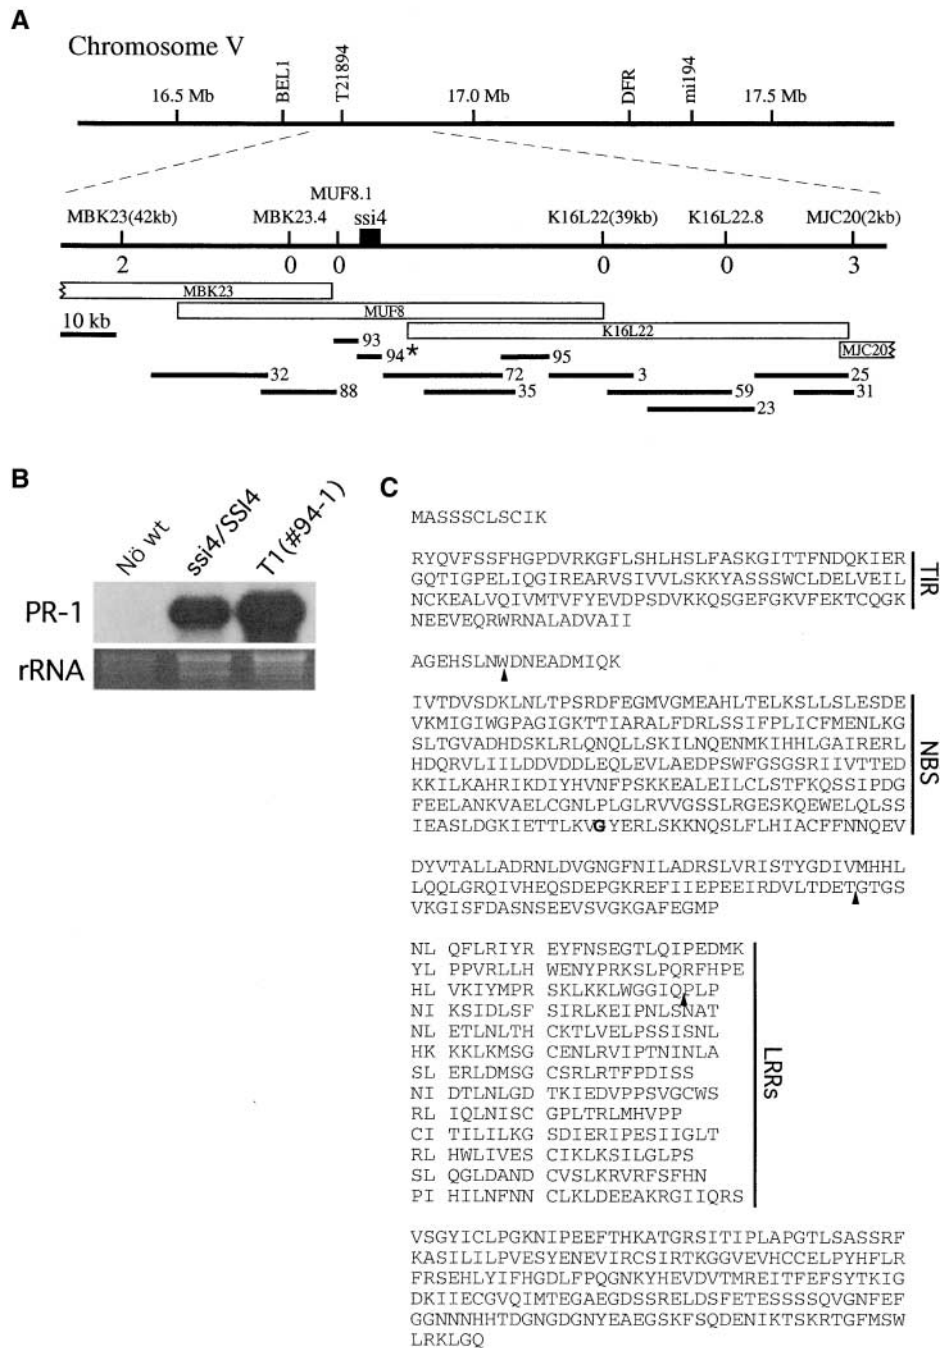 A
Chromosome V
16.5 Mb
BEL1
T21894
17.0 Mb
DFR
mi194
17.5 Mb
MUF8.1
MBK23(42kb)
MBK23.4
ssi4
K16L22(39kb)
K16L22.8
MJC20(2kb)
2
0
0
0
0
3
MBK23
MUF8
10 kb
K16L22
93
94*
95
MJC20
32
72
3
25
88
35
59
31
23
B
Nö wt
ssi4/SSI4
T1(#94-1)
PR-1
rRNA
C
MASSSCLSCIK
RYQVFSSFHGPDVRKGFLSHLHSLFASKGITTFNDQKIER
GQTIGPELIQGIREARVSIVVLSKKYASSSWCLDELVEIL
NCKEALVQIVMTVFYEVDPSDVKKQSGEFGKVFEKTCQGK
NEEVEQRWRNALADVAII
TIR
AGEHSLNWDNEADMIQK
IVTDVSDKLNLTPSRDFEGMVGMEAHLTELKSLLSLESDE
VKMIGIWGPAGIGKTTIARALFDRLSSIFPLICFMENLKG
SLTGVADHDSKLRLQNQLLSKILNQENMKIHHLGAIRERL
HDQRVLIILDDVDDLEQLEVLAEDPSWFGSGSRIIVTTED
KKILKAHRIKDIYHVNFPSKKEALEILCLSTFKQSSIPDG
FEELANKVAELCGNLPLGLRVVGSSLRGESKQEWELQLSS
IEASLDGKIETTLKVGYERLSKKNQSLFLHIACFFNNQEV
NBS
DYVTALLADRNLDVGNGFNILADRSLVRISTYGDIVMHHL
LQQLGRQIVHEQSDEPGKREFIIEPEEIRDVLTDETGTGS
VKGISFDASNSEEVSVGKGAFEGMP
NL QFLRIYR EYFNSEGTLQIPEDMK
YL PPVRLLH WENYPRKSLPQRFHPE
HL VKIYMPR SKLKKLWGGIQPLP
NI KSIDLSF SIRLKEIPNLSNAT
NL ETLNLTH CKTLVELPSSISNL
HK KKLKMSG CENLRVIPTNINLA
SL ERLDMSG CSRLRTFPDISS
NI DTLNLGD TKIEDVPPSVGCWS
RL IQLNISC GPLTRLMHVPP
CI TILILKG SDIERIPESIIGLT
RL HWLIVES CIKLKSILGLPS
SL QGLDAND CVSLKRVRFSFHN
PI HILNFNN CLKLDEEAKRGIIQRS
LRRs
VSGYICLPGKNIPEEFTHKATGRSITIPLAPGTLSASSRF
KASILILPVESYENEVIRCSIRTKGGVEVHCCELPYHFLR
FRSEHLYIFHGDLFPQGNKYHEVDVTMREITFEFSYTKIG
DKIIECGVQIMTEGAEGDSSRELDSFETESSSSQVGNFEF
GGNNNHHTDGNGDGNYEAEGSKFSQDENIKTSKRTGFMSW
LRKLGQ